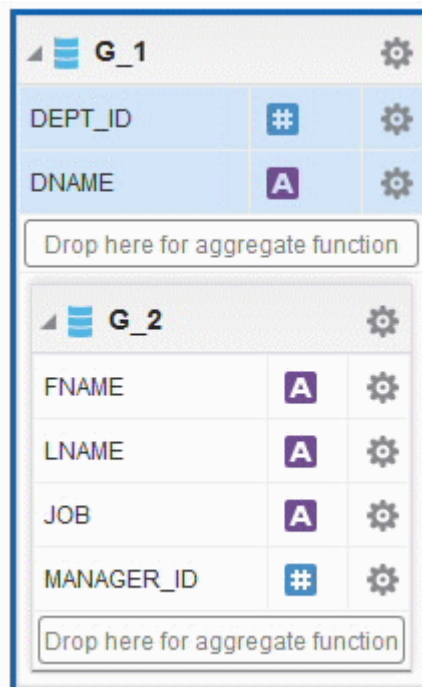 G_1
DEPT_ID #
DNAME A
Drop here for aggregate function
G_2
FNAME A
LNAME A
JOB A
MANAGER_ID #
Drop here for aggregate function